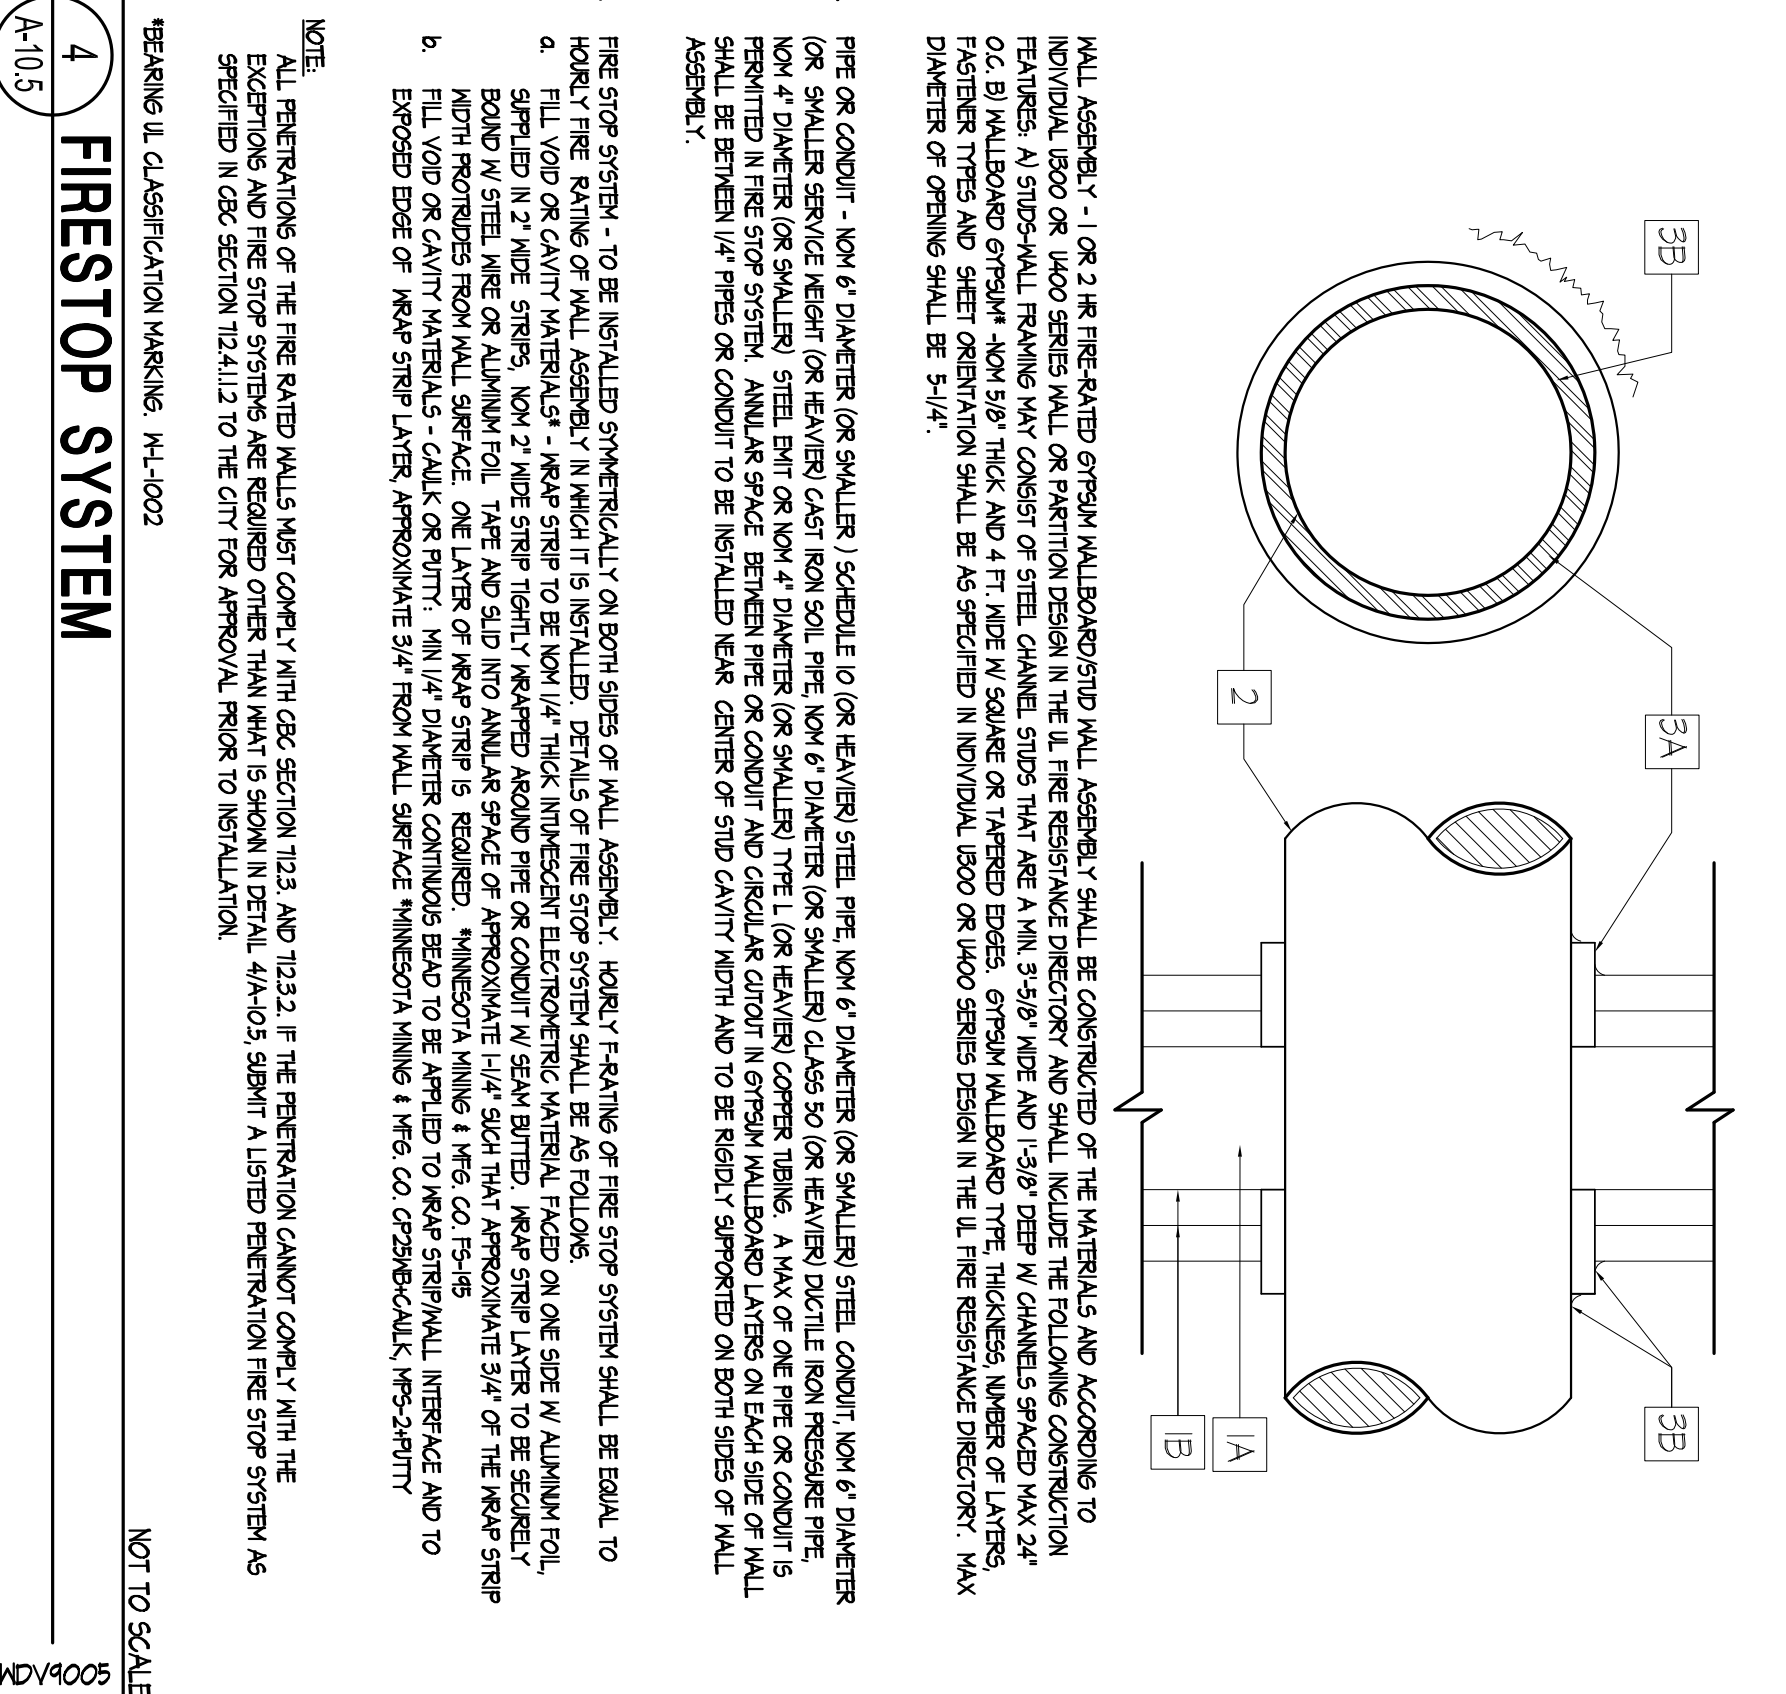 3B
3A
3B
2
1A
1B
WALL ASSEMBLY - 1 OR 2 HR FIRE-RATED GYPSUM WALLBOARD/STUD WALL ASSEMBLY SHALL BE CONSTRUCTED OF THE MATERIALS AND ACCORDING TO
INDIVIDUAL U300 OR U400 SERIES WALL OR PARTITION DESIGN IN THE UL FIRE RESISTANCE DIRECTORY AND SHALL INCLUDE THE FOLLOWING CONSTRUCTION
FEATURES: A) STUDS-WALL FRAMING MAY CONSIST OF STEEL CHANNEL STUDS THAT ARE A MIN. 3'-5/8" WIDE AND 1'-3/8" DEEP W/ CHANNELS SPACED MAX 24"
O.C. B) WALLBOARD GYPSUM* -NOM 5/8" THICK AND 4 FT. WIDE W/ SQUARE OR TAPERED EDGES. GYPSUM WALLBOARD TYPE, THICKNESS, NUMBER OF LAYERS,
FASTENER TYPES AND SHEET ORIENTATION SHALL BE AS SPECIFIED IN INDIVIDUAL U300 OR U400 SERIES DESIGN IN THE UL FIRE RESISTANCE DIRECTORY. MAX
DIAMETER OF OPENING SHALL BE 5-1/4".
PIPE OR CONDUIT - NOM 6" DIAMETER (OR SMALLER ) SCHEDULE 10 (OR HEAVIER) STEEL PIPE, NOM 6" DIAMETER (OR SMALLER) STEEL CONDUIT, NOM 6" DIAMETER
(OR SMALLER SERVICE WEIGHT (OR HEAVIER) CAST IRON SOIL PIPE, NOM 6" DIAMETER (OR SMALLER) CLASS 50 (OR HEAVIER) DUCTILE IRON PRESSURE PIPE,
NOM 4" DIAMETER (OR SMALLER) STEEL EMIT OR NOM 4" DIAMETER (OR SMALLER) TYPE L (OR HEAVIER) COPPER TUBING. A MAX OF ONE PIPE OR CONDUIT IS
PERMITTED IN FIRE STOP SYSTEM. ANNULAR SPACE BETWEEN PIPE OR CONDUIT AND CIRCULAR CUTOUT IN GYPSUM WALLBOARD LAYERS ON EACH SIDE OF WALL
SHALL BE BETWEEN 1/4" PIPES OR CONDUIT TO BE INSTALLED NEAR CENTER OF STUD CAVITY WIDTH AND TO BE RIGIDLY SUPPORTED ON BOTH SIDES OF WALL
ASSEMBLY.
FIRE STOP SYSTEM - TO BE INSTALLED SYMMETRICALLY ON BOTH SIDES OF WALL ASSEMBLY. HOURLY F-RATING OF FIRE STOP SYSTEM SHALL BE EQUAL TO
HOURLY FIRE RATING OF WALL ASSEMBLY IN WHICH IT IS INSTALLED. DETAILS OF FIRE STOP SYSTEM SHALL BE AS FOLLOWS.
a. FILL VOID OR CAVITY MATERIALS* - WRAP STRIP TO BE NOM 1/4" THICK INTUMESCENT ELECTROMETRIC MATERIAL FACED ON ONE SIDE W/ ALUMINUM FOIL,
SUPPLIED IN 2" WIDE STRIPS, NOM 2" WIDE STRIP TIGHTLY WRAPPED AROUND PIPE OR CONDUIT W/ SEAM BUTTED. WRAP STRIP LAYER TO BE SECURELY
BOUND W/ STEEL WIRE OR ALUMINUM FOIL TAPE AND SLID INTO ANNULAR SPACE OF APPROXIMATE 1-1/4" SUCH THAT APPROXIMATE 3/4" OF THE WRAP STRIP
WIDTH PROTRUDES FROM WALL SURFACE. ONE LAYER OF WRAP STRIP IS REQUIRED. *MINNESOTA MINING & MFG. CO. FS-195
b. FILL VOID OR CAVITY MATERIALS - CAULK OR PUTTY: MIN 1/4" DIAMETER CONTINUOUS BEAD TO BE APPLIED TO WRAP STRIP/WALL INTERFACE AND TO
EXPOSED EDGE OF WRAP STRIP LAYER, APPROXIMATE 3/4" FROM WALL SURFACE *MINNESOTA MINING & MFG. CO. CP25WB+CAULK, MPS-2+PUTTY
NOTE:
ALL PENETRATIONS OF THE FIRE RATED WALLS MUST COMPLY WITH CBC SECTION 712.3. AND 712.3.2. IF THE PENETRATION CANNOT COMPLY WITH THE
EXCEPTIONS AND FIRE STOP SYSTEMS ARE REQUIRED OTHER THAN WHAT IS SHOWN IN DETAIL 4/A-10.5, SUBMIT A LISTED PENETRATION FIRE STOP SYSTEM AS
SPECIFIED IN CBC SECTION 712.4.1.1.2 TO THE CITY FOR APPROVAL PRIOR TO INSTALLATION.
*BEARING UL CLASSIFICATION MARKING. W-L-1002
NOT TO SCALE
4
A-10.5
FIRESTOP SYSTEM
WDV9005